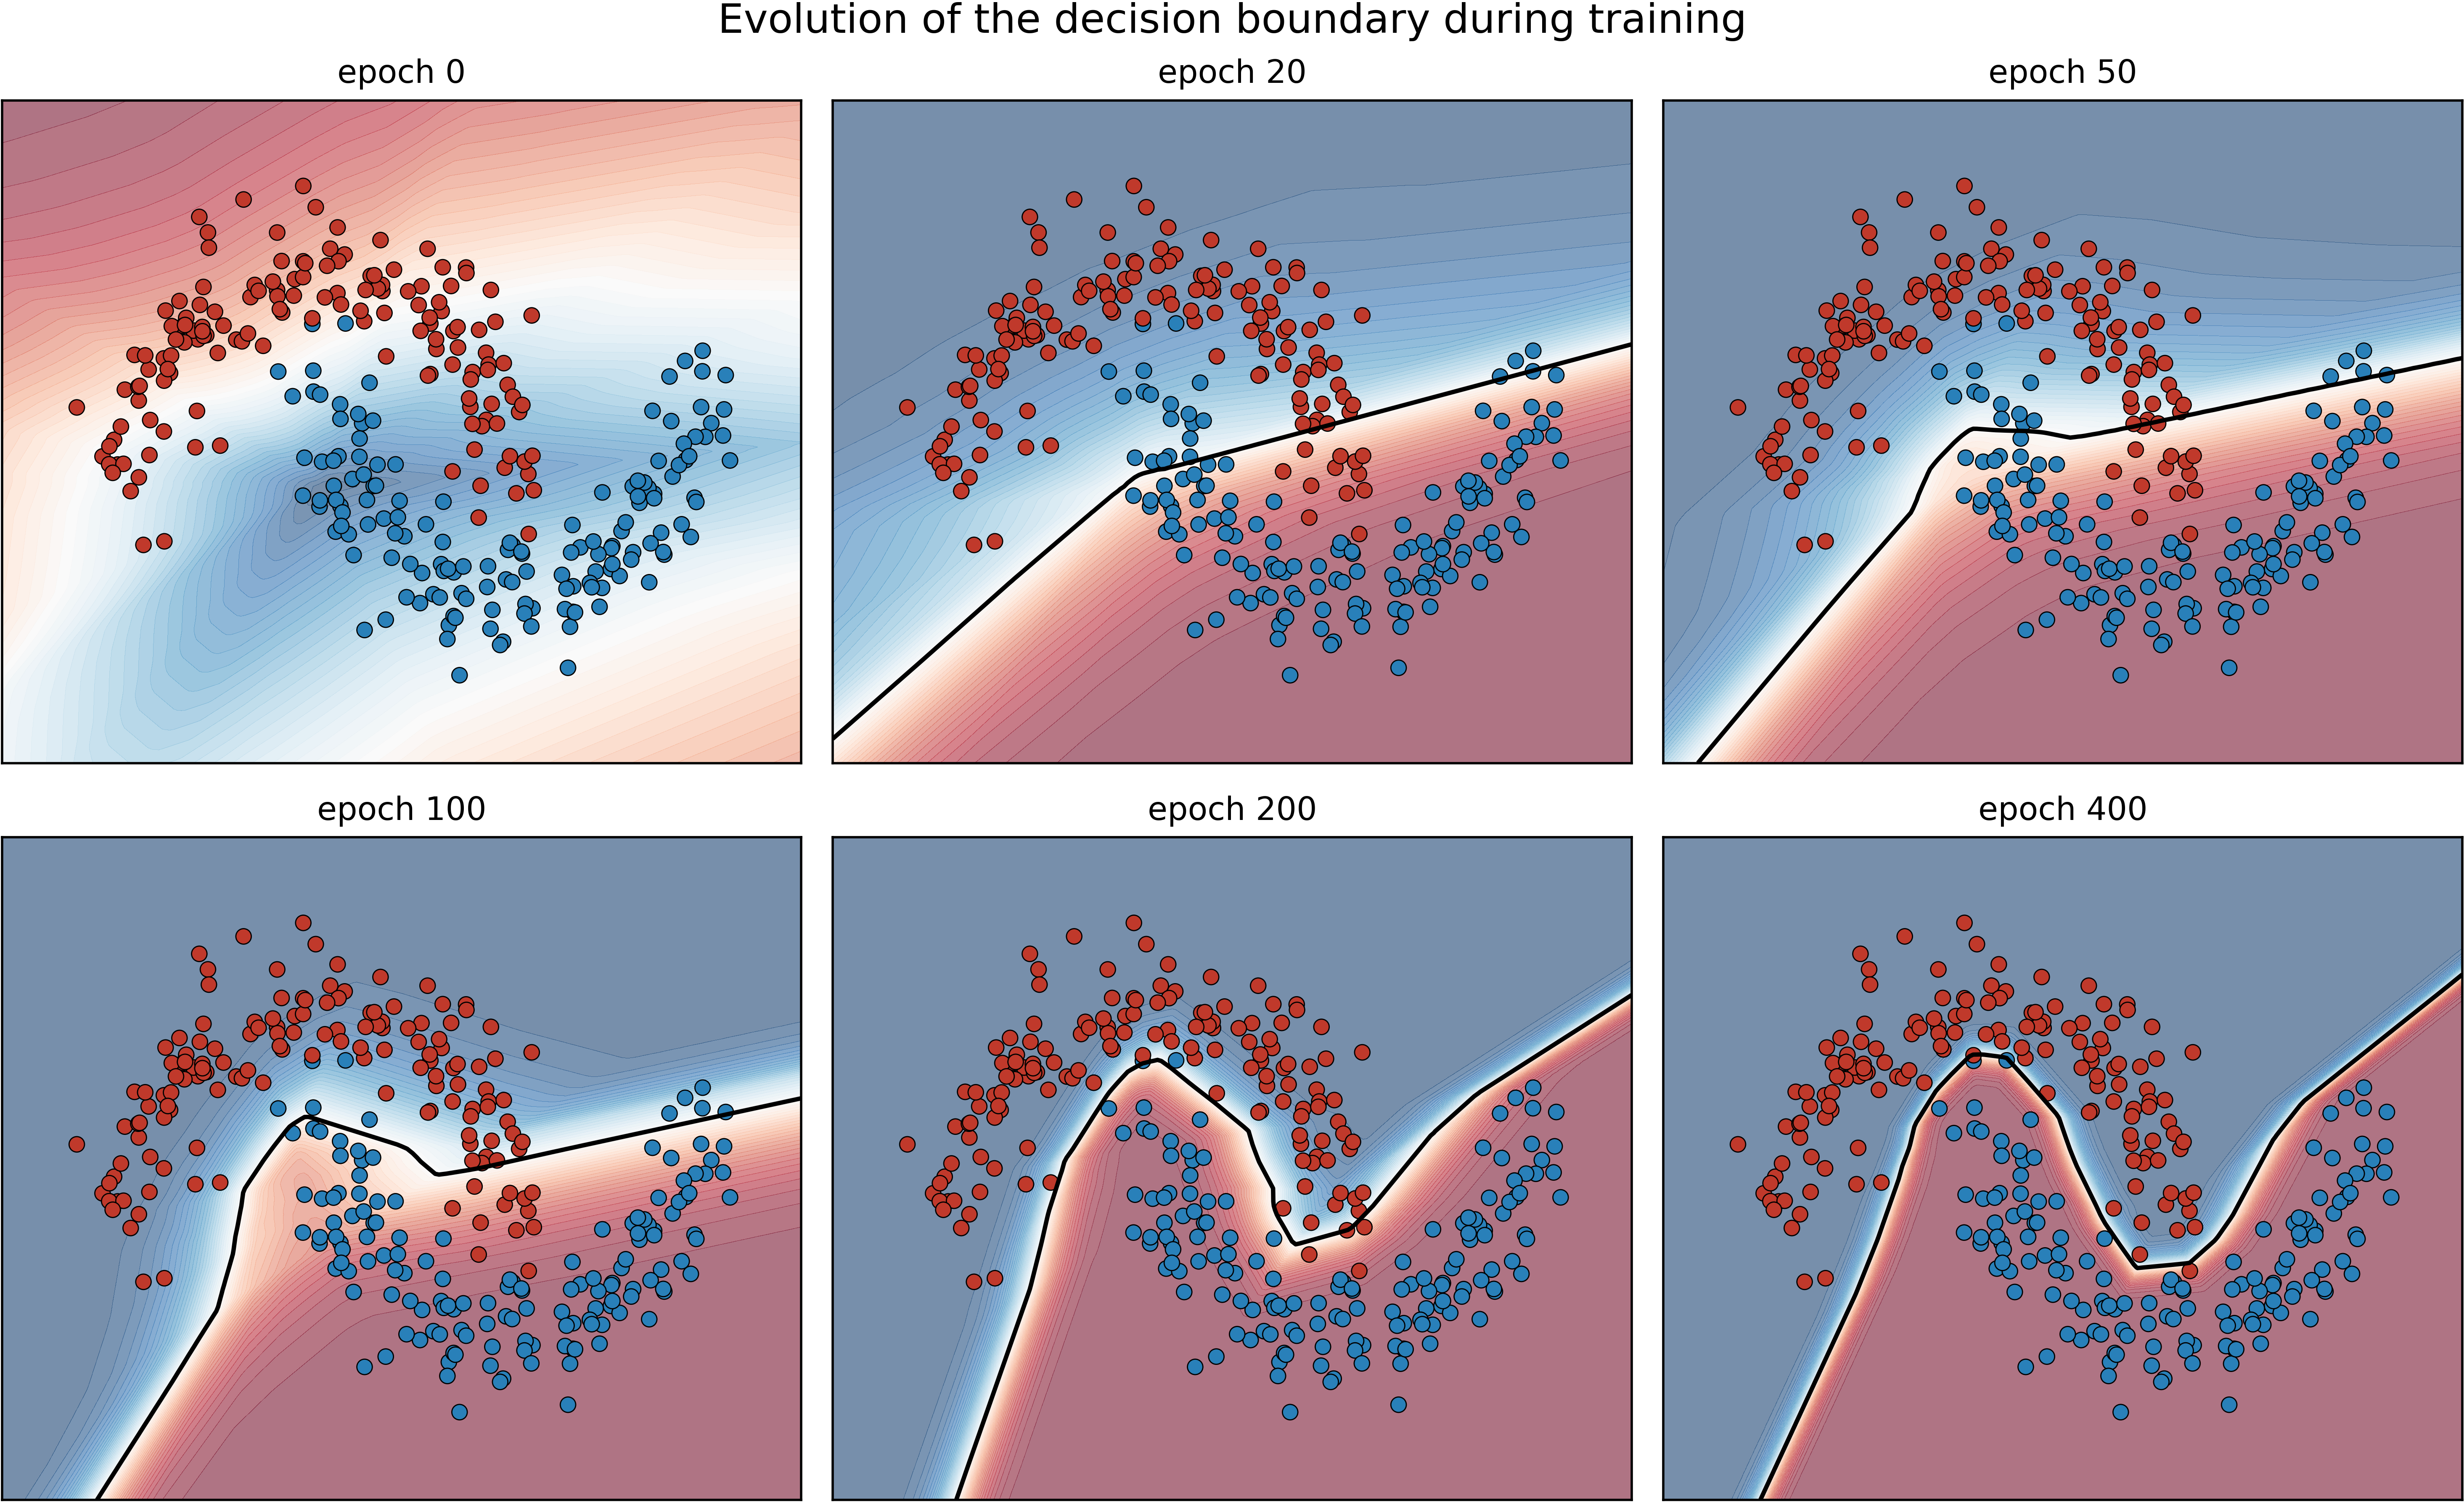 Evolution of the decision boundary during training
epoch 0
epoch 20
epoch 50
epoch 100
epoch 200
epoch 400